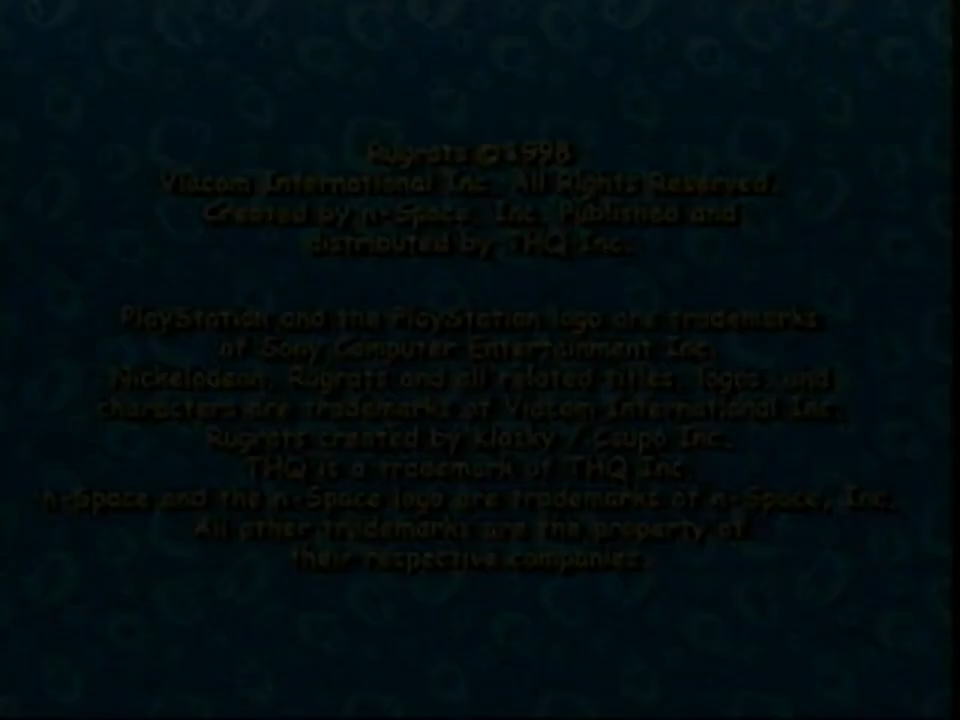 Rugrats ©1998
Viacom International Inc. All Rights Reserved.
Created by n-Space, Inc. Published and
distributed by THQ Inc.
PlayStation and the PlayStation logo are trademarks
of Sony Computer Entertainment Inc.
Nickelodeon, Rugrats and all related titles, logos, and
characters are trademarks of Viacom International Inc.
Rugrats created by Klasky / Csupo Inc.
THQ is a trademark of THQ Inc.
n-Space and the n-Space logo are trademarks of n-Space, Inc.
All other trademarks are the property of
their respective companies.